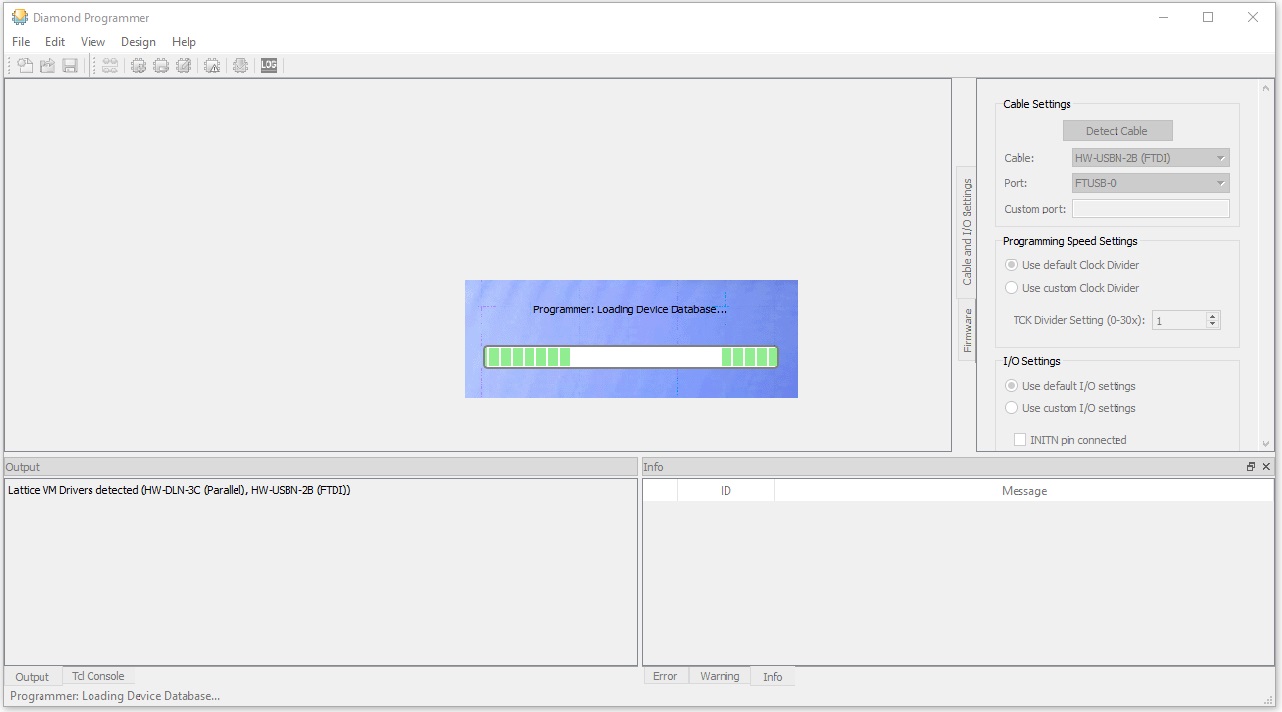 Diamond Programmer
File Edit View Design Help
LOG
Cable Settings
Detect Cable
Cable: HW-USBN-2B (FTDI)
Port: FTUSB-0
Custom port:
Programming Speed Settings
Use default Clock Divider
Use custom Clock Divider
TCK Divider Setting (0-30x): 1
I/O Settings
Use default I/O settings
Use custom I/O settings
INITN pin connected
Cable and I/O Settings
Firmware
Programmer: Loading Device Database...
Output
Lattice VM Drivers detected (HW-DLN-3C (Parallel), HW-USBN-2B (FTDI))
Output Tcl Console
Info
ID Message
Error Warning Info
Programmer: Loading Device Database...